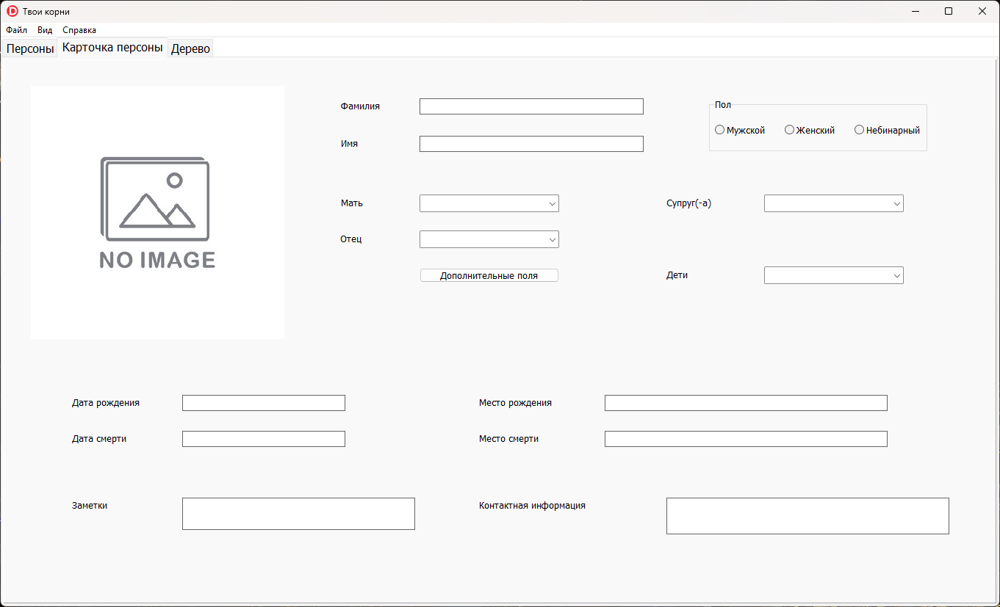 D Твои корни
Файл Вид Справка
Персоны Карточка персоны Дерево
NO IMAGE
Фамилия
Имя
Пол
Мужской Женский Небинарный
Мать
Отец
Дополнительные поля
Супруг(-а)
Дети
Дата рождения
Место рождения
Дата смерти
Место смерти
Заметки
Контактная информация